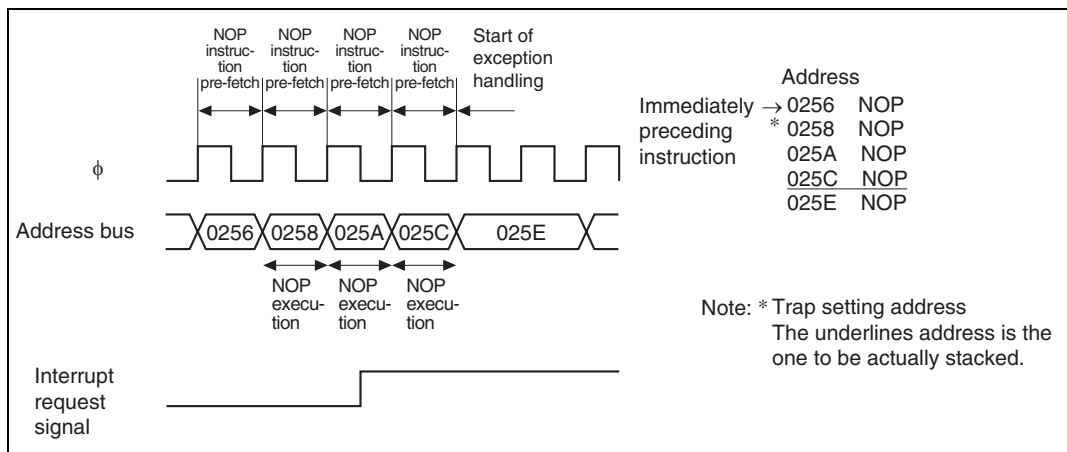 NOP
instruc-
tion
pre-fetch
NOP
instruc-
tion
pre-fetch
NOP
instruc-
tion
pre-fetch
NOP
instruc-
tion
pre-fetch
Start of
exception
handling
φ
Address bus
0256
0258
025A
025C
025E
NOP
execu-
tion
NOP
execu-
tion
NOP
execu-
tion
Interrupt
request
signal
Immediately
preceding
instruction
Address
→ 0256 NOP
* 0258 NOP
025A NOP
025C NOP
025E NOP
Note: * Trap setting address
The underlines address is the
one to be actually stacked.